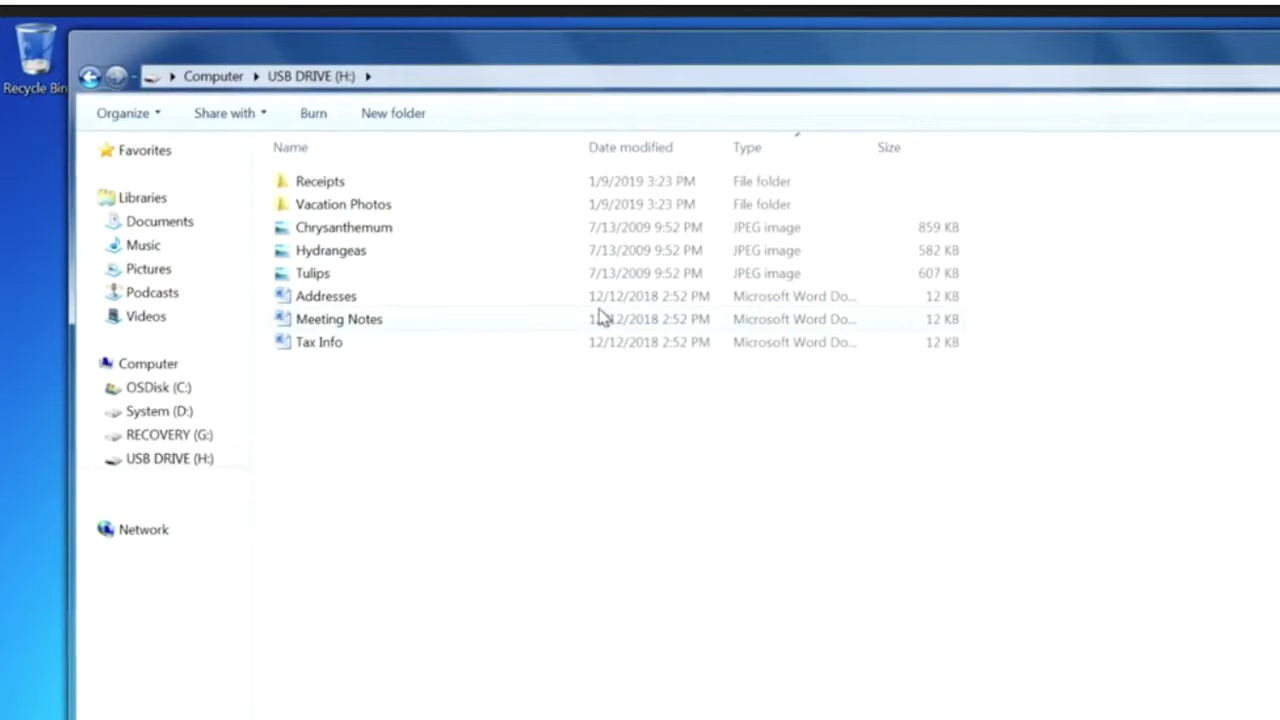 Recycle Bin
Computer USB DRIVE (H:)
Organize Share with Burn New folder
Favorites
Libraries
Documents
Music
Pictures
Podcasts
Videos
Computer
OSDisk (C:)
System (D:)
RECOVERY (G:)
USB DRIVE (H:)
Network
Name Date modified Type Size
Receipts 1/9/2019 3:23 PM File folder
Vacation Photos 1/9/2019 3:23 PM File folder
Chrysanthemum 7/13/2009 9:52 PM JPEG image 859 KB
Hydrangeas 7/13/2009 9:52 PM JPEG image 582 KB
Tulips 7/13/2009 9:52 PM JPEG image 607 KB
Addresses 12/12/2018 2:52 PM Microsoft Word Do... 12 KB
Meeting Notes 2:52 PM Microsoft Word Do... 12 KB
Tax Info 12/12/2018 2:52 PM Microsoft Word Do... 12 KB